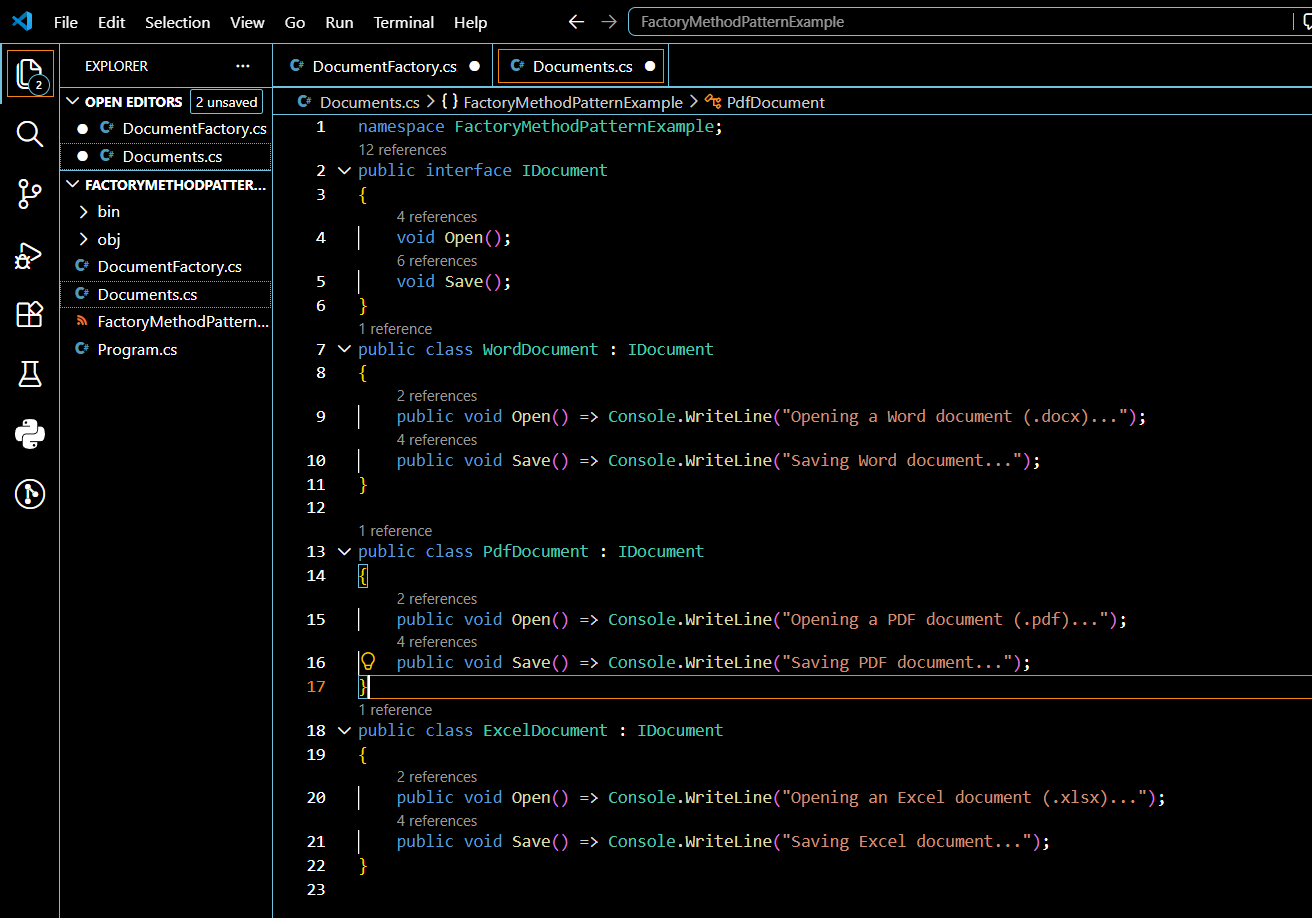 File Edit Selection View Go Run Terminal Help
FactoryMethodPatternExample
2
EXPLORER
OPEN EDITORS 2 unsaved
DocumentFactory.cs
Documents.cs
FACTORYMETHODPATTER...
bin
obj
DocumentFactory.cs
Documents.cs
FactoryMethodPattern...
Program.cs
DocumentFactory.cs Documents.cs
Documents.cs > {} FactoryMethodPatternExample > PdfDocument
1 namespace FactoryMethodPatternExample;
12 references
2 public interface IDocument
3 {
4 references
4 void Open();
6 references
5 void Save();
6 }
1 reference
7 public class WordDocument : IDocument
8 {
2 references
9 public void Open() => Console.WriteLine("Opening a Word document (.docx)...");
4 references
10 public void Save() => Console.WriteLine("Saving Word document...");
11 }
12
1 reference
13 public class PdfDocument : IDocument
14 {
2 references
15 public void Open() => Console.WriteLine("Opening a PDF document (.pdf)...");
4 references
16 public void Save() => Console.WriteLine("Saving PDF document...");
17 }
1 reference
18 public class ExcelDocument : IDocument
19 {
2 references
20 public void Open() => Console.WriteLine("Opening an Excel document (.xlsx)...");
4 references
21 public void Save() => Console.WriteLine("Saving Excel document...");
22 }
23